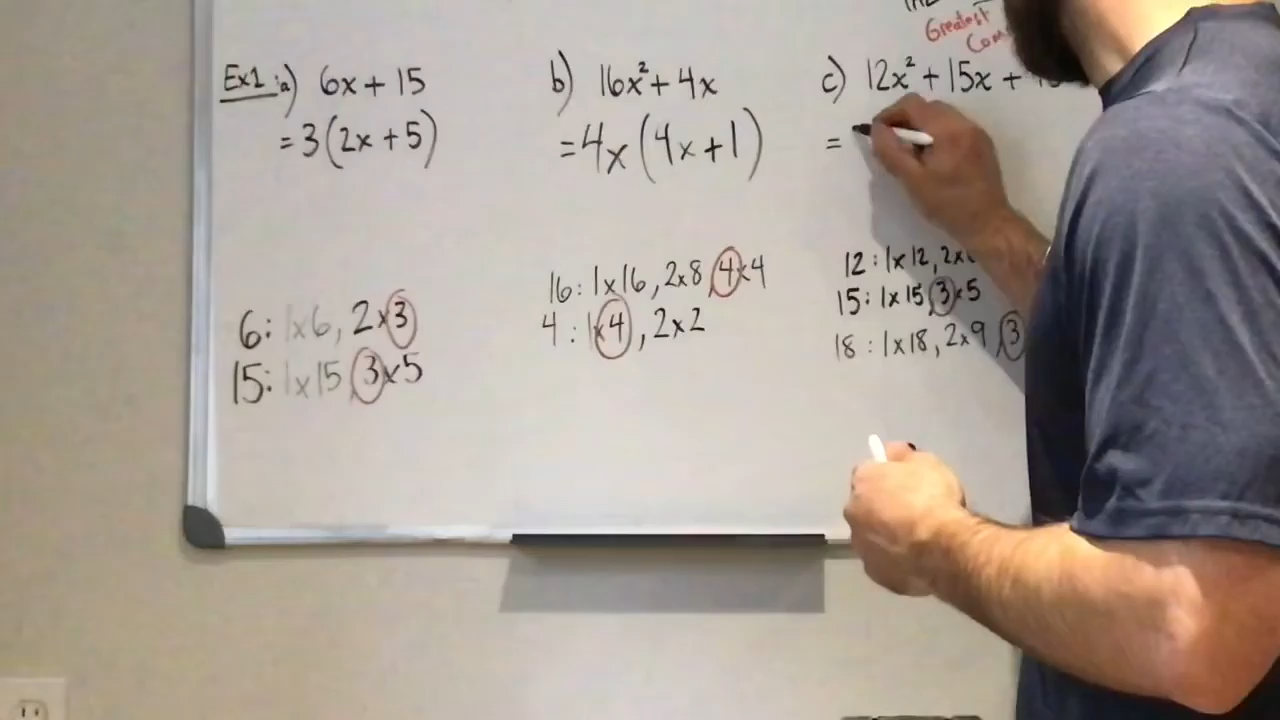 Greatest
Ex1: a) 6x + 15
= 3(2x + 5)
6: 1x6, 2x3
15: 1x15, 3x5
b) 16x² + 4x
= 4x(4x + 1)
16: 1x16, 2x8, 4x4
4: 1x4, 2x2
c) 12x² + 15x +
=
12: 1x12, 2x
15: 1x15, 3x5
18: 1x18, 2x9, 3